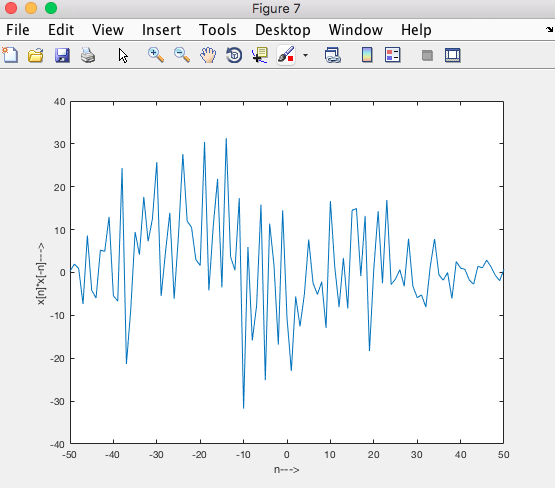 Figure 7
File Edit View Insert Tools Desktop Window Help
40
30
20
10
0
-10
-20
-30
-40
x[n]*x[-n]--->
-50 -40 -30 -20 -10 0 10 20 30 40 50
n--->